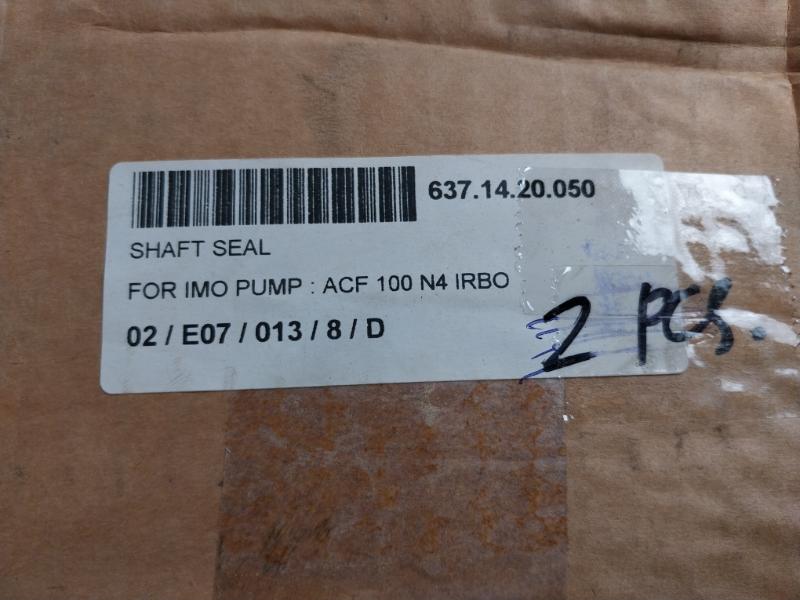 637.14.20.050
SHAFT SEAL
FOR IMO PUMP : ACF 100 N4 IRBO
02 / E07 / 013 / 8 / D
2 PCS.